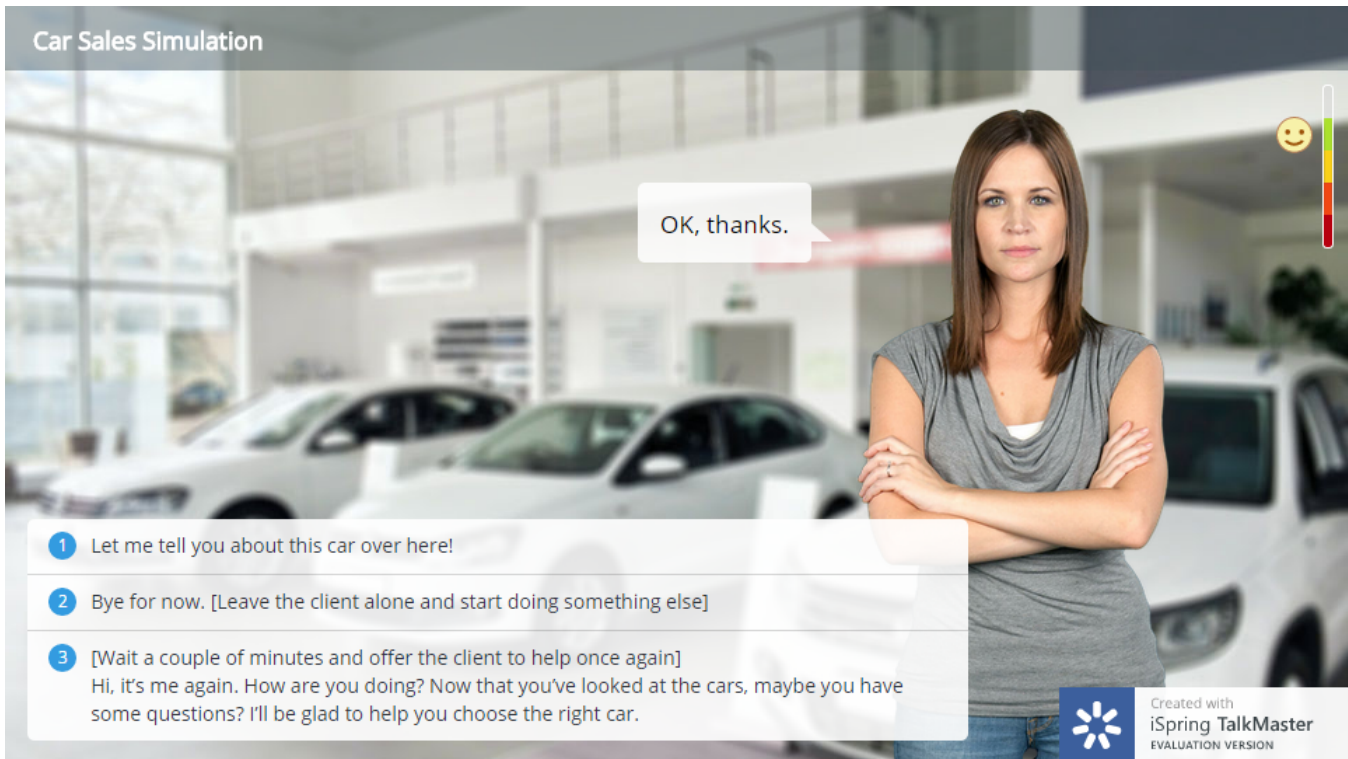 Car Sales Simulation
OK, thanks.
1 Let me tell you about this car over here!
2 Bye for now. [Leave the client alone and start doing something else]
3 [Wait a couple of minutes and offer the client to help once again]
Hi, it’s me again. How are you doing? Now that you’ve looked at the cars, maybe you have
some questions? I’ll be glad to help you choose the right car.
Created with
iSpring TalkMaster
EVALUATION VERSION